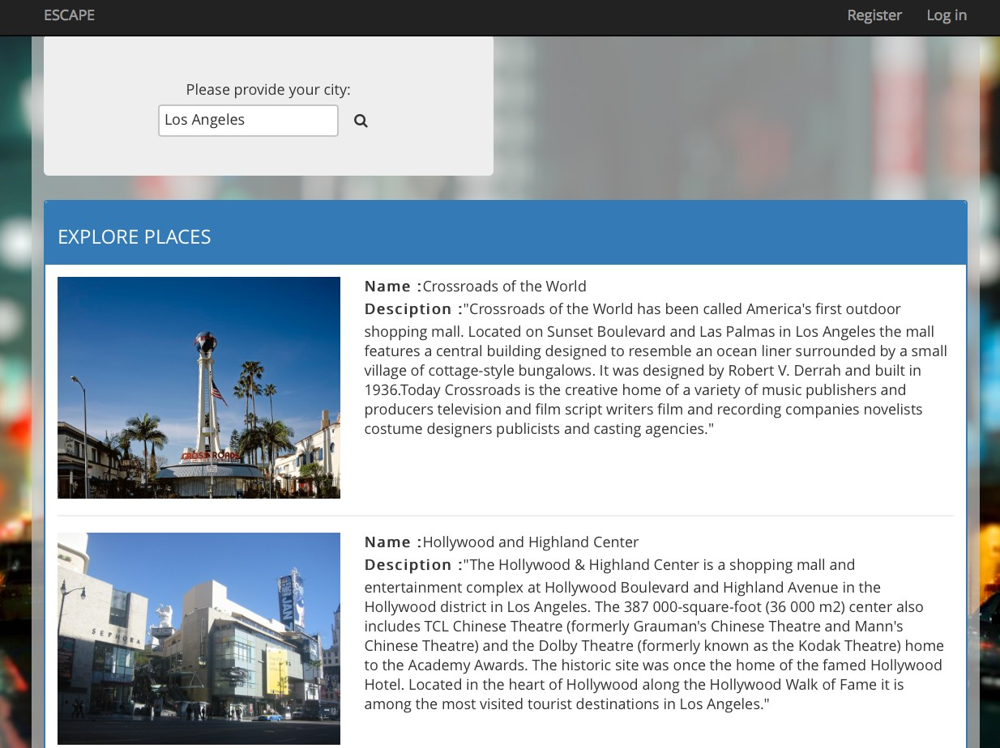 ESCAPE Register Log in
Please provide your city:
Los Angeles
EXPLORE PLACES
Name :Crossroads of the World
Desciption :"Crossroads of the World has been called America's first outdoor
shopping mall. Located on Sunset Boulevard and Las Palmas in Los Angeles the mall
features a central building designed to resemble an ocean liner surrounded by a small
village of cottage-style bungalows. It was designed by Robert V. Derrah and built in
1936.Today Crossroads is the creative home of a variety of music publishers and
producers television and film script writers film and recording companies novelists
costume designers publicists and casting agencies."
CROSS ROADS
Name :Hollywood and Highland Center
Desciption :"The Hollywood & Highland Center is a shopping mall and
entertainment complex at Hollywood Boulevard and Highland Avenue in the
Hollywood district in Los Angeles. The 387 000-square-foot (36 000 m2) center also
includes TCL Chinese Theatre (formerly Grauman's Chinese Theatre and Mann's
Chinese Theatre) and the Dolby Theatre (formerly known as the Kodak Theatre) home
to the Academy Awards. The historic site was once the home of the famed Hollywood
Hotel. Located in the heart of Hollywood along the Hollywood Walk of Fame it is
among the most visited tourist destinations in Los Angeles."
SEPHORA